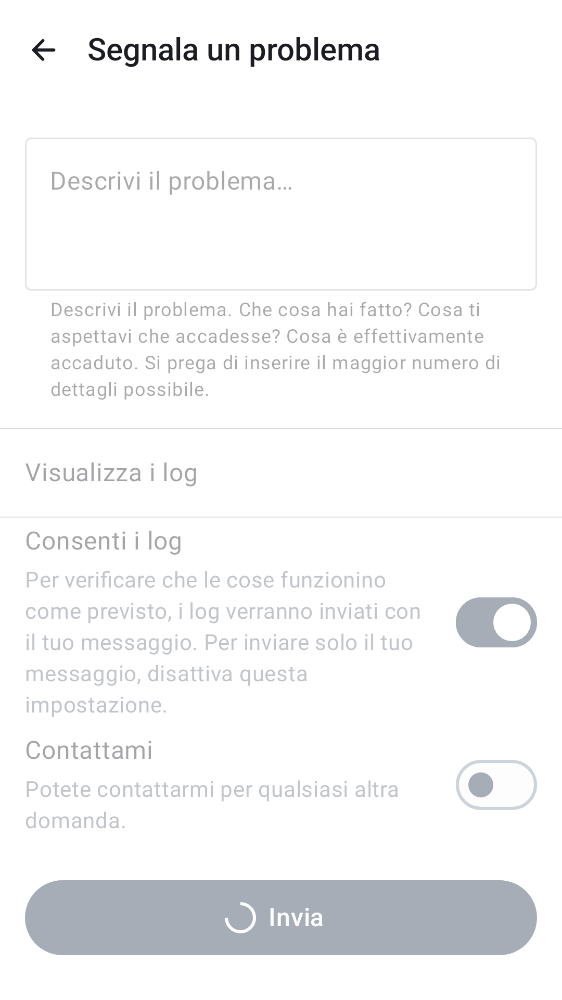 Segnala un problema
Descrivi il problema…
Descrivi il problema. Che cosa hai fatto? Cosa ti
aspettavi che accadesse? Cosa è effettivamente
accaduto. Si prega di inserire il maggior numero di
dettagli possibile.
Visualizza i log
Consenti i log
Per verificare che le cose funzionino
come previsto, i log verranno inviati con
il tuo messaggio. Per inviare solo il tuo
messaggio, disattiva questa
impostazione.
Contattami
Potete contattarmi per qualsiasi altra
domanda.
Invia